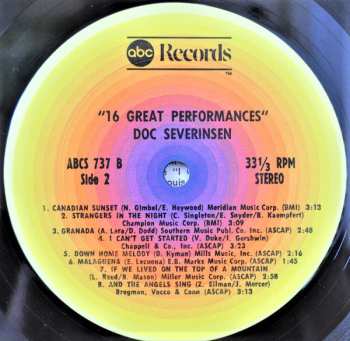 abc Records
TM
"16 GREAT PERFORMANCES"
DOC SEVERINSEN
ABCS 737 B
Side 2
33 1/3 RPM
STEREO
1. CANADIAN SUNSET (N. Gimbel/E. Heywood) Meridian Music Corp. (BMI) 3:13
2. STRANGERS IN THE NIGHT (C. Singleton/E. Snyder/B. Kaempfert)
Champion Music Corp. (BMI) 3:09
3. GRANADA (A. Lara/D. Dodd) Southern Music Publ. Co Inc. (ASCAP) 2:48
4. I CAN'T GET STARTED (V. Duke/I. Gershwin)
Chappell & Co., Inc. (ASCAP) 3:23
5. DOWN HOME MELODY (D. Kyman) Mills Music, Inc. (ASCAP) 2:16
6. MALAGUENA (E. Lecuona) E.B. Marks Music Corp. (ASCAP) 1:45
7. IF WE LIVED ON THE TOP OF A MOUNTAIN
(L. Reed/B. Mason) Miller Music Corp. (ASCAP) 2:58
8. AND THE ANGELS SING (Z. Elman/J. Mercer)
Bregman, Vocco & Conn (ASCAP) 3:13